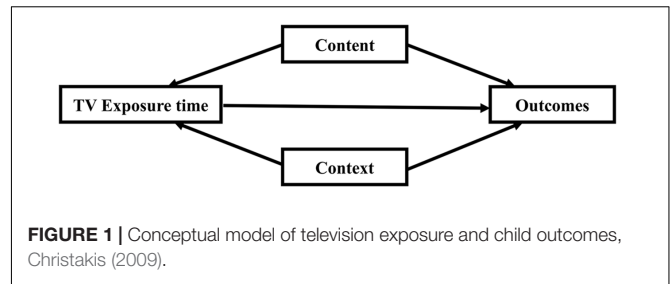 Content
TV Exposure time
Outcomes
Context
FIGURE 1 | Conceptual model of television exposure and child outcomes,
Christakis (2009).